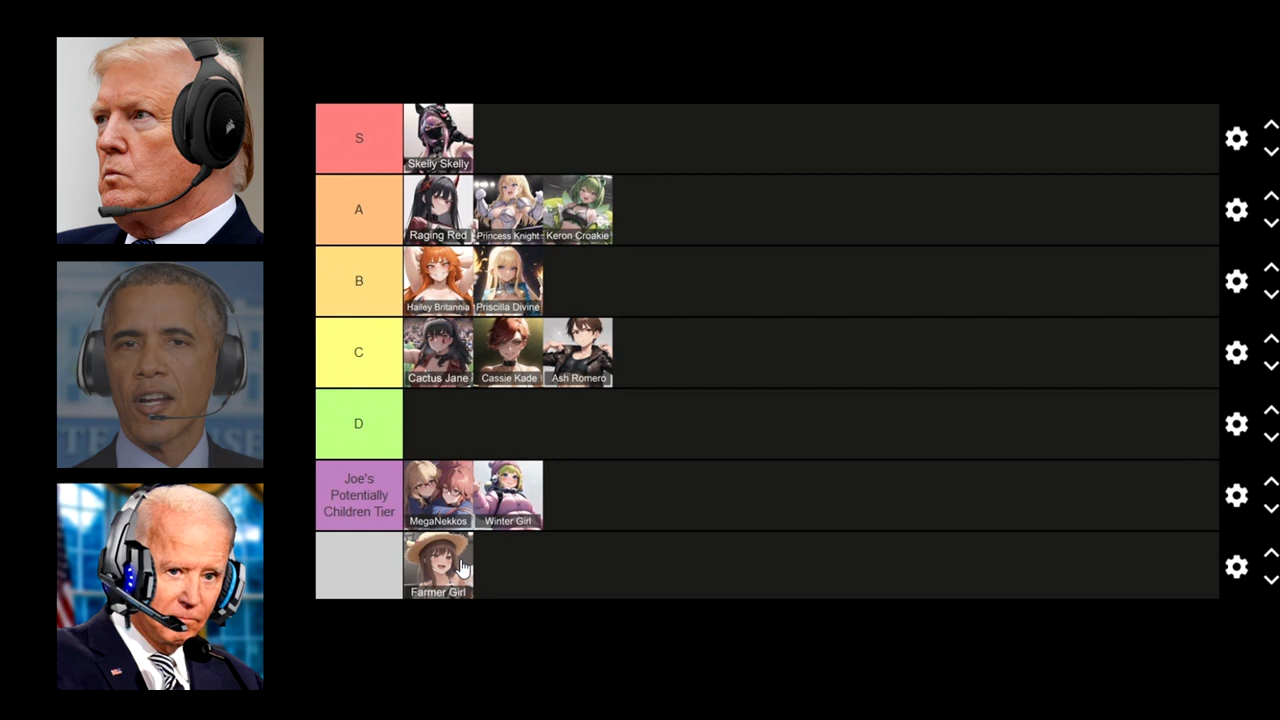 S
Skelly Skelly
A
Raging Red
Princess Knight
Keron Croakie
B
Hailey Britannia
Priscilla Divine
C
Cactus Jane
Cassie Kade
Ash Romero
D
Joe's
Potentially
Children Tier
MegaNekkos
Winter Girl
Farmer Girl